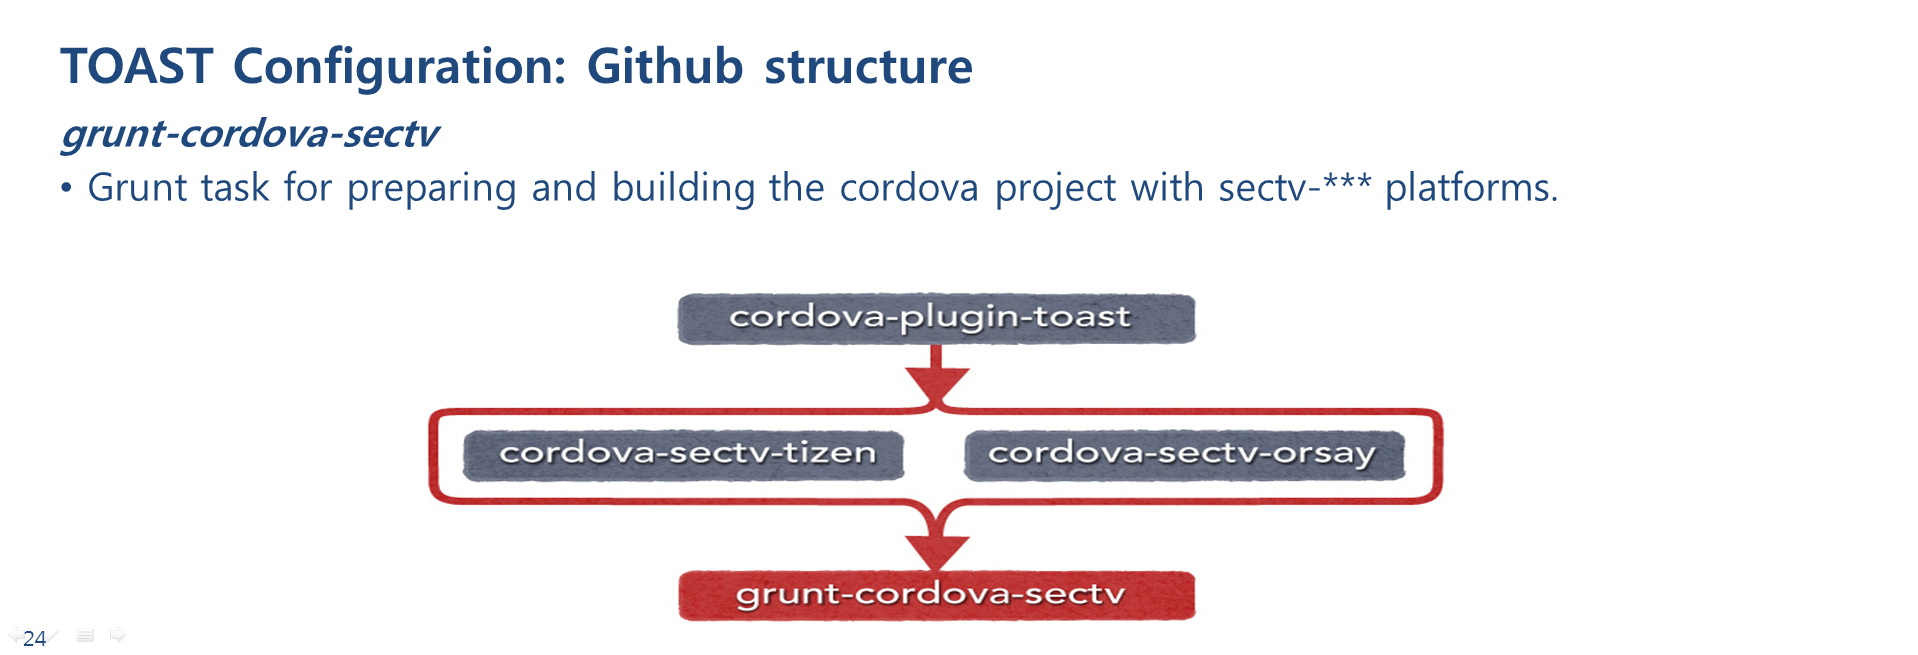 TOAST Configuration: Github structure
grunt-cordova-sectv
• Grunt task for preparing and building the cordova project with sectv-*** platforms.
cordova-plugin-toast
cordova-sectv-tizen cordova-sectv-orsay
grunt-cordova-sectv
24